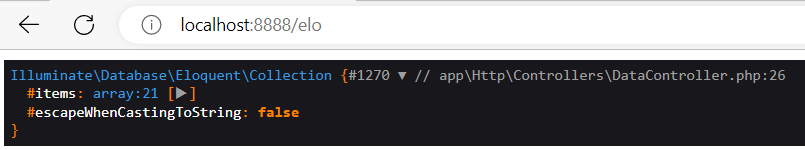 localhost:8888/elo
Illuminate\Database\Eloquent\Collection {#1270 ▼ // app\Http\Controllers\DataController.php:26
#items: array:21 [▶]
#escapeWhenCastingToString: false
}